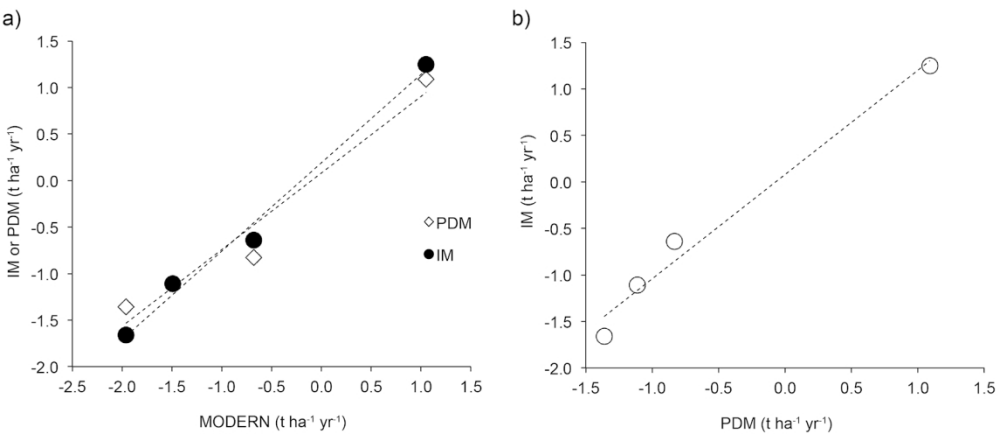 a)
1.5
1.0
0.5
0.0
-0.5
-1.0
-1.5
-2.0
IM or PDM (t ha⁻¹ yr⁻¹)
PDM
IM
-2.5 -2.0 -1.5 -1.0 -0.5 0.0 0.5 1.0 1.5
MODERN (t ha⁻¹ yr⁻¹)
b)
1.5
1.0
0.5
0.0
-0.5
-1.0
-1.5
-2.0
IM (t ha⁻¹ yr⁻¹)
-1.5 -1.0 -0.5 0.0 0.5 1.0 1.5
PDM (t ha⁻¹ yr⁻¹)